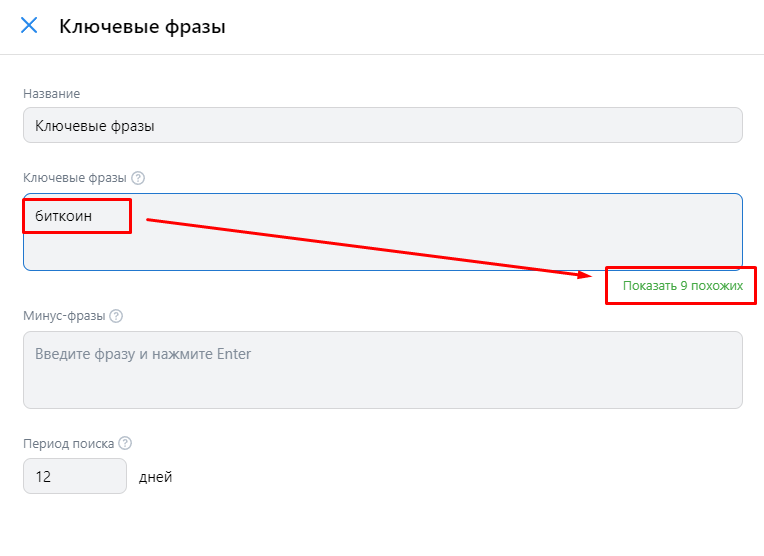 Ключевые фразы
Название
Ключевые фразы
Ключевые фразы
биткоин
Показать 9 похожих
Минус-фразы
Введите фразу и нажмите Enter
Период поиска
12 дней